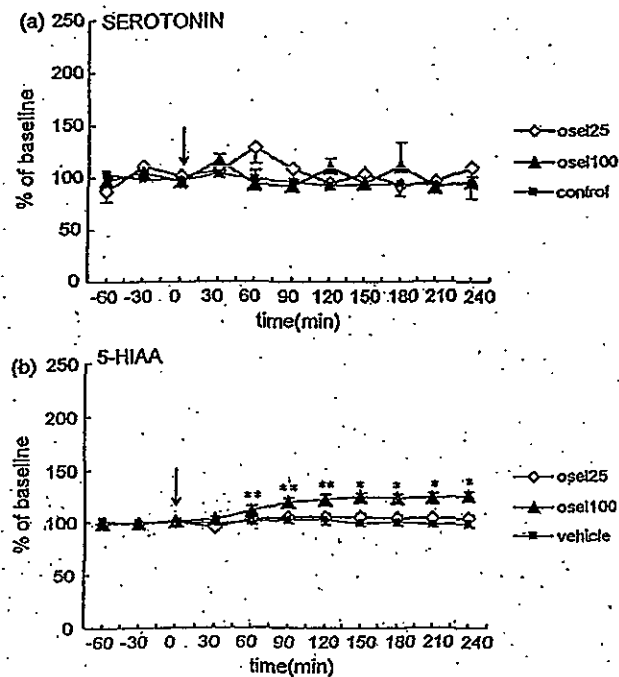 (a) SEROTONIN
250
200
150
100
50
0
% of baseline
-60 -30 0 30 60 90 120 150 180 210 240
time(min)
osel25
osel100
control
(b) 5-HIAA
250
200
150
100
50
0
% of baseline
** ** ** * * * *
-60 -30 0 30 60 90 120 150 180 210 240
time(min)
osel25
osel100
vehicle